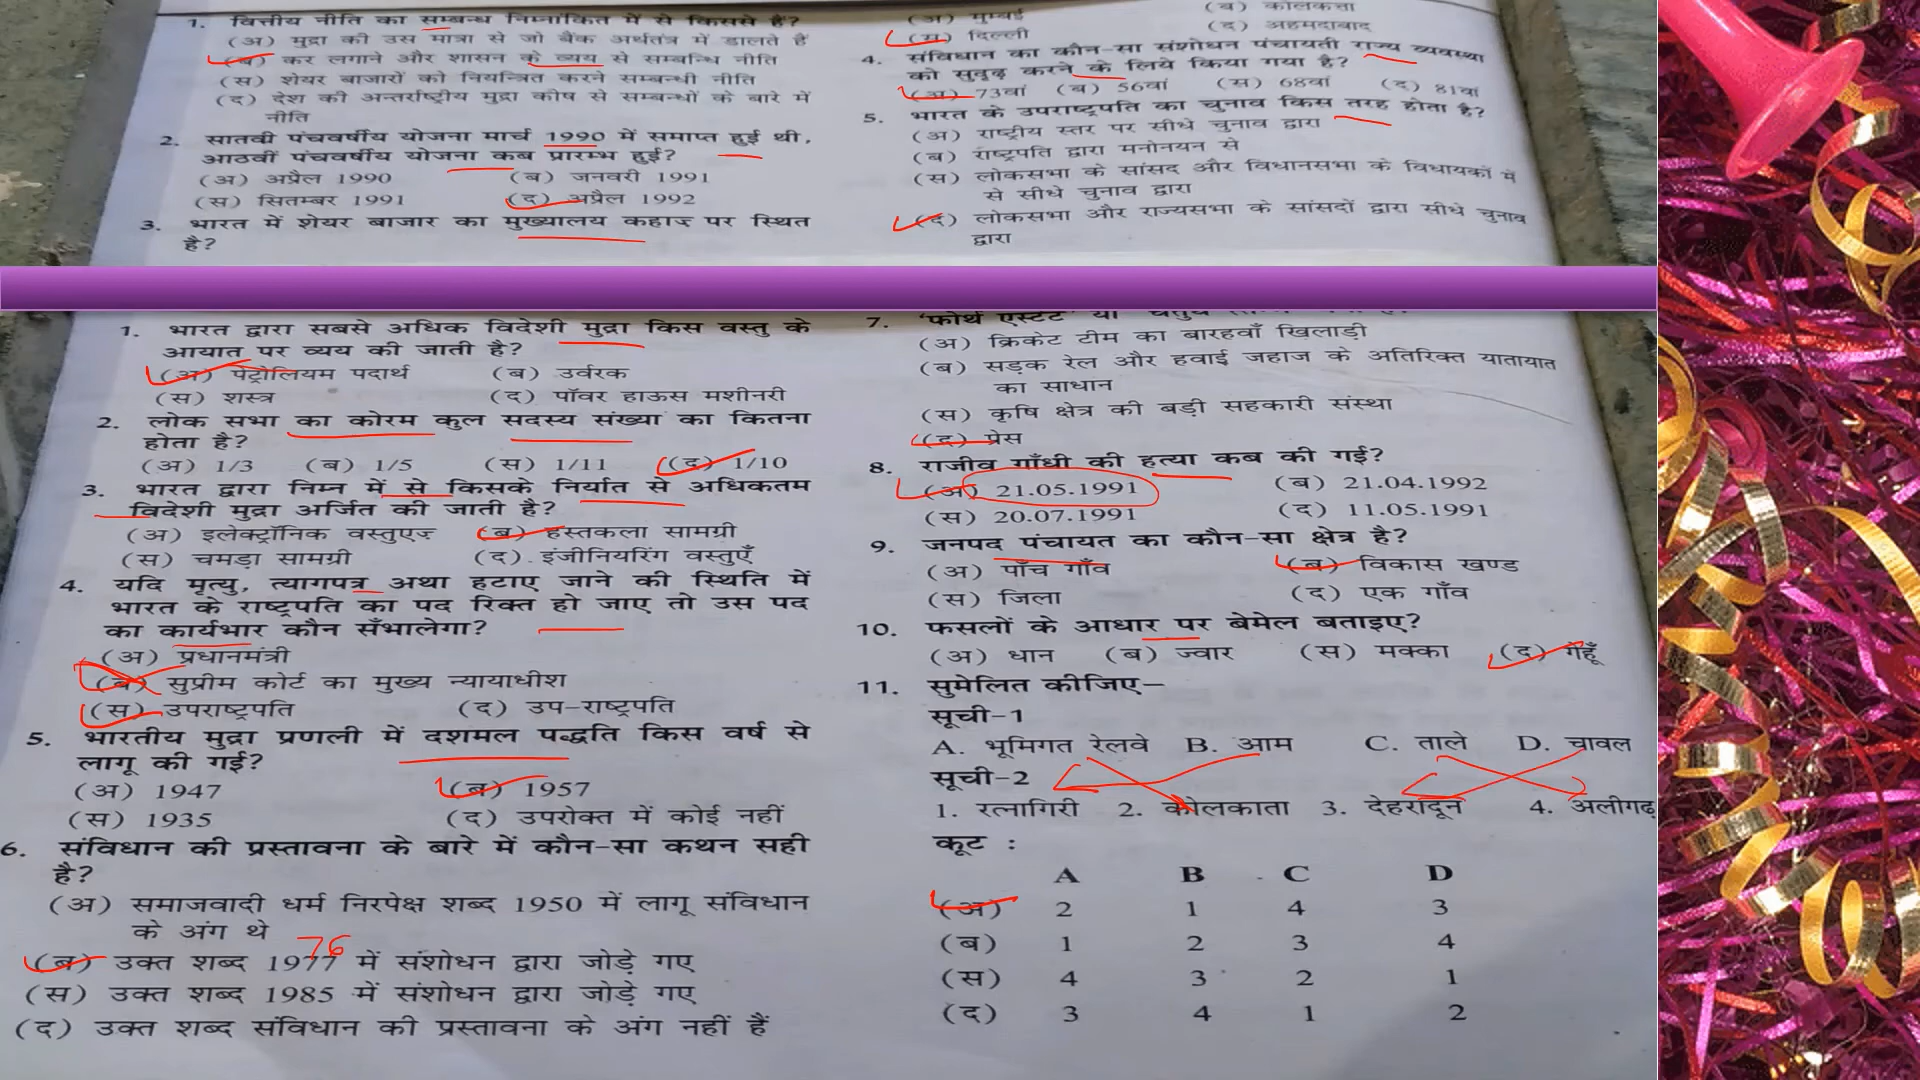 1. वित्तीय नीति का सम्बन्ध निम्नांकित में से किससे है?
(अ) मुद्रा की उस मात्रा से जो बैंक अर्थतंत्र में डालते हैं
(ब) कर लगाने और शासन के व्यय से सम्बन्धि नीति
(स) शेयर बाजारों को नियन्त्रित करने सम्बन्धी नीति
(द) देश की अन्तर्राष्ट्रीय मुद्रा कोष से सम्बन्धों के बारे में
नीति
2. सातवीं पंचवर्षीय योजना मार्च 1990 में समाप्त हुई थी,
आठवीं पंचवर्षीय योजना कब प्रारम्भ हुई?
(अ) अप्रैल 1990 (ब) जनवरी 1991
(स) सितम्बर 1991 (द) अप्रैल 1992
3. भारत में शेयर बाजार का मुख्यालय कहाज पर स्थित
है?
(अ) मुम्बई (ब) कोलकत्ता
(स) दिल्ली (द) अहमदाबाद
4. संविधान का कौन-सा संशोधन पंचायती राज्य व्यवस्था
को सुदृढ़ करने के लिये किया गया है?
(अ) 73वां (ब) 56वां (स) 68वां (द) 81वां
5. भारत के उपराष्ट्रपति का चुनाव किस तरह होता है?
(अ) राष्ट्रीय स्तर पर सीधे चुनाव द्वारा
(ब) राष्ट्रपति द्वारा मनोनयन से
(स) लोकसभा के सांसद और विधानसभा के विधायकों में
से सीधे चुनाव द्वारा
(द) लोकसभा और राज्यसभा के सांसदों द्वारा सीधे चुनाव
द्वारा
1. भारत द्वारा सबसे अधिक विदेशी मुद्रा किस वस्तु के
आयात पर व्यय की जाती है?
(अ) पेट्रोलियम पदार्थ (ब) उर्वरक
(स) शस्त्र (द) पॉवर हाऊस मशीनरी
2. लोक सभा का कोरम कुल सदस्य संख्या का कितना
होता है?
(अ) 1/3 (ब) 1/5 (स) 1/11 (द) 1/10
3. भारत द्वारा निम्न में से किसके निर्यात से अधिकतम
विदेशी मुद्रा अर्जित की जाती है?
(अ) इलेक्ट्रॉनिक वस्तुएज (ब) हस्तकला सामग्री
(स) चमड़ा सामग्री (द) इंजीनियरिंग वस्तुएँ
4. यदि मृत्यु, त्यागपत्र अथा हटाए जाने की स्थिति में
भारत के राष्ट्रपति का पद रिक्त हो जाए तो उस पद
का कार्यभार कौन सँभालेगा?
(अ) प्रधानमंत्री
(ब) सुप्रीम कोर्ट का मुख्य न्यायाधीश
(स) उपराष्ट्रपति (द) उप-राष्ट्रपति
5. भारतीय मुद्रा प्रणली में दशमल पद्धति किस वर्ष से
लागू की गई?
(अ) 1947 (ब) 1957
(स) 1935 (द) उपरोक्त में कोई नहीं
6. संविधान की प्रस्तावना के बारे में कौन-सा कथन सही
है?
(अ) समाजवादी धर्म निरपेक्ष शब्द 1950 में लागू संविधान
के अंग थे
76
(ब) उक्त शब्द 1977 में संशोधन द्वारा जोड़े गए
(स) उक्त शब्द 1985 में संशोधन द्वारा जोड़े गए
(द) उक्त शब्द संविधान की प्रस्तावना के अंग नहीं हैं
7. 'फोर्थ एस्टेट' या
(अ) क्रिकेट टीम का बारहवाँ खिलाड़ी
(ब) सड़क रेल और हवाई जहाज के अतिरिक्त यातायात
का साधान
(स) कृषि क्षेत्र की बड़ी सहकारी संस्था
(द) प्रेस
8. राजीव गाँधी की हत्या कब की गई?
(अ) 21.05.1991 (ब) 21.04.1992
(स) 20.07.1991 (द) 11.05.1991
9. जनपद पंचायत का कौन-सा क्षेत्र है?
(अ) पाँच गाँव (ब) विकास खण्ड
(स) जिला (द) एक गाँव
10. फसलों के आधार पर बेमेल बताइए?
(अ) धान (ब) ज्वार (स) मक्का (द) गेहूँ
11. सुमेलित कीजिए-
सूची-1
A. भूमिगत रेलवे B. आम C. ताले D. चावल
सूची-2
1. रत्नागिरी 2. कोलकाता 3. देहरादून 4. अलीगढ़
कूट :
A B C D
(अ) 2 1 4 3
(ब) 1 2 3 4
(स) 4 3 2 1
(द) 3 4 1 2